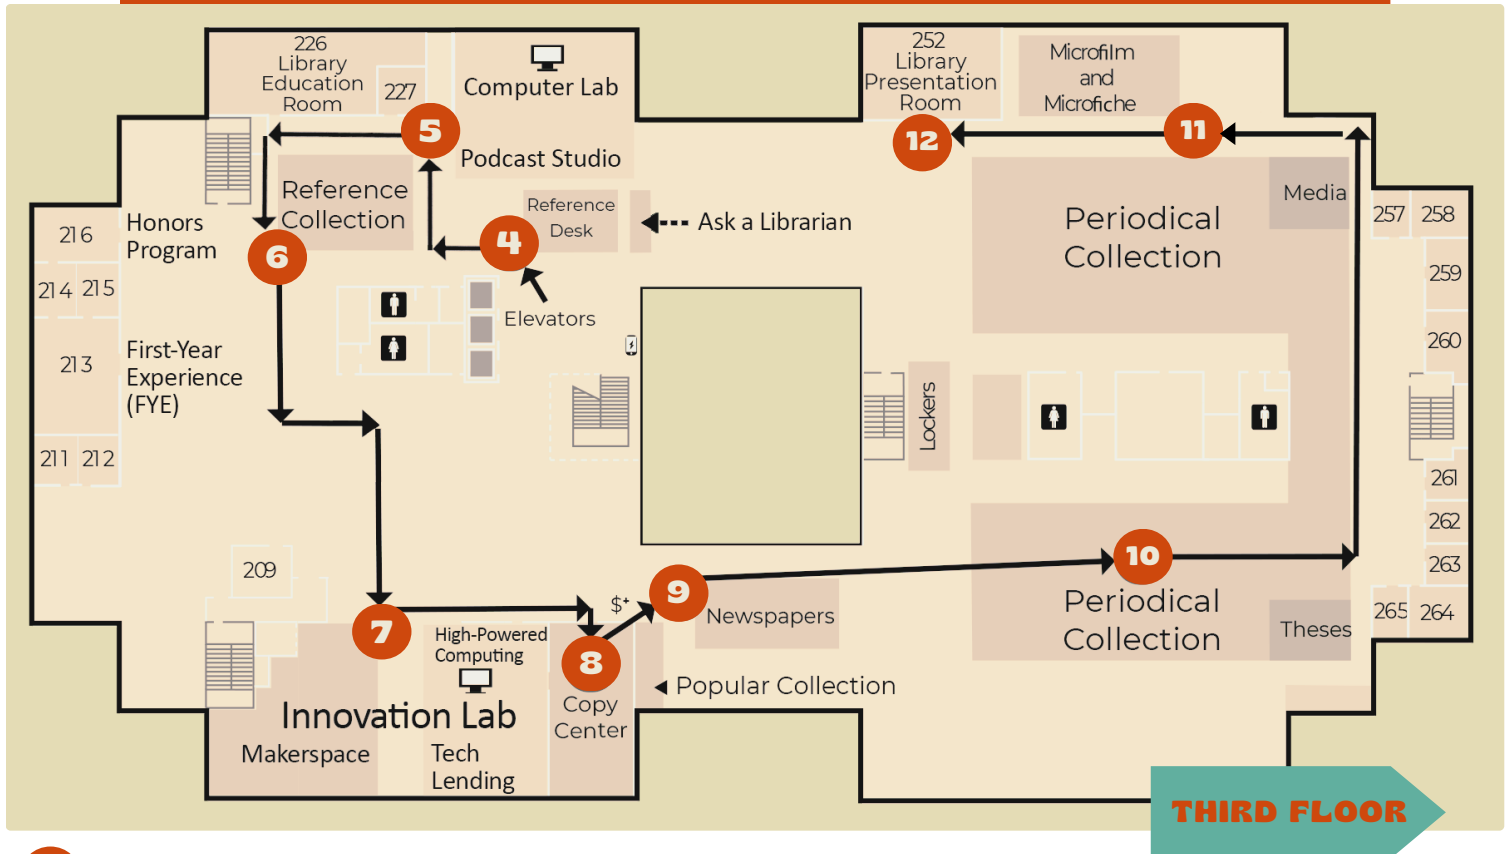 226
Library
Education
Room
227
Computer Lab
Podcast Studio
5
252
Library
Presentation
Room
Microfilm
and
Microfiche
12
11
Reference
Collection
Honors
Program
6
4
Reference
Desk
Ask a Librarian
Elevators
Periodical
Collection
Media
216
214
215
213
First-Year
Experience
(FYE)
211
212
257
258
259
260
261
262
263
265
264
Lockers
209
7
High-Powered
Computing
Innovation Lab
Makerspace
Tech
Lending
8
Copy
Center
$+
9
Newspapers
Popular Collection
10
Periodical
Collection
Theses
THIRD FLOOR